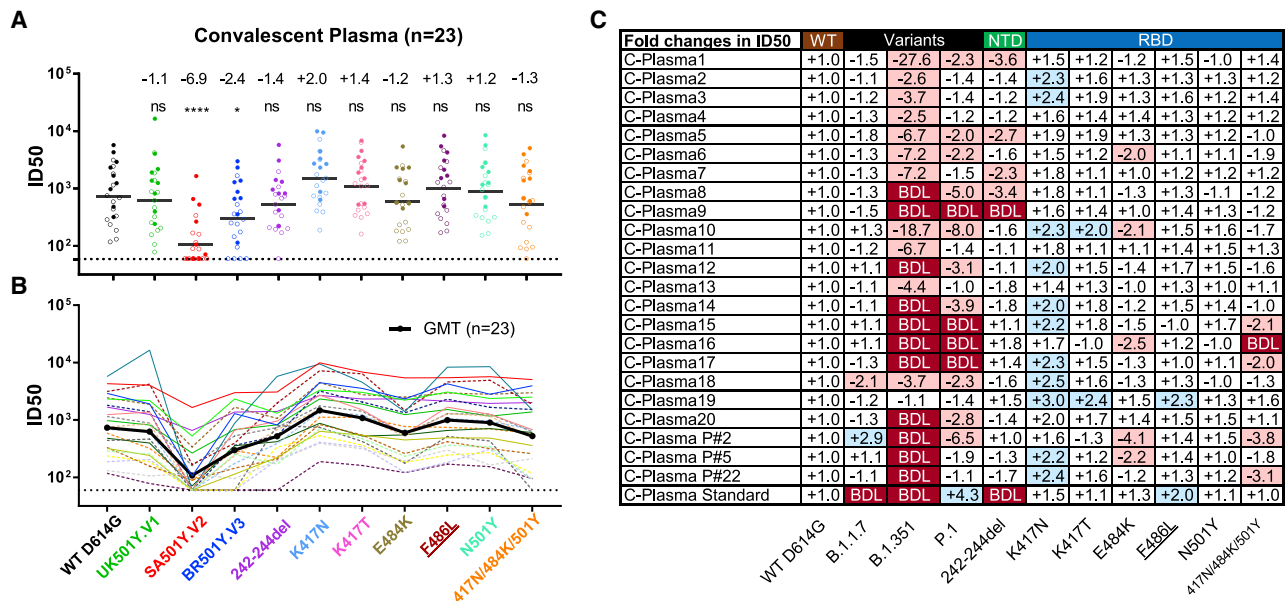 A
Convalescent Plasma (n=23)
-1.1 -6.9 -2.4 -1.4 +2.0 +1.4 -1.2 +1.3 +1.2 -1.3
ns **** * ns ns ns ns ns ns ns
10⁵
10⁴
10³
10²
ID50
B
10⁵
10⁴
10³
10²
ID50
GMT (n=23)
WT D614G
UK501Y.V1
SA501Y.V2
BR501Y.V3
242-244del
K417N
K417T
E484K
F486L
N501Y
417N/484K/501Y
C
Fold changes in ID50 WT Variants NTD RBD
C-Plasma1 +1.0 -1.5 -27.6 -2.3 -3.6 +1.5 +1.2 -1.2 +1.5 -1.0 +1.4
C-Plasma2 +1.0 -1.1 -2.6 -1.4 -1.4 +2.3 +1.6 +1.3 +1.3 +1.2 +1.2
C-Plasma3 +1.0 -1.2 -3.7 -1.4 -1.2 +2.4 +1.9 +1.3 +1.6 +1.2 +1.4
C-Plasma4 +1.0 -1.3 -2.5 -1.2 -1.2 +1.6 +1.4 +1.4 +1.3 +1.2 +1.2
C-Plasma5 +1.0 -1.8 -6.7 -2.0 -2.7 +1.9 +1.9 +1.3 +1.3 +1.2 -1.0
C-Plasma6 +1.0 -1.3 -7.2 -2.2 -1.6 +1.5 +1.2 -2.0 +1.1 +1.1 -1.9
C-Plasma7 +1.0 -1.3 -7.2 -1.5 -2.3 +1.8 +1.1 +1.0 +1.2 +1.2 +1.2
C-Plasma8 +1.0 -1.3 BDL -5.0 -3.4 +1.8 +1.1 -1.3 +1.3 -1.1 -1.2
C-Plasma9 +1.0 -1.5 BDL BDL BDL +1.6 +1.4 +1.0 +1.4 +1.3 -1.2
C-Plasma10 +1.0 +1.3 -18.7 -8.0 -1.6 +2.3 +2.0 -2.1 +1.5 +1.6 -1.7
C-Plasma11 +1.0 -1.2 -6.7 -1.4 -1.1 +1.8 +1.1 +1.1 +1.4 +1.5 +1.3
C-Plasma12 +1.0 +1.1 BDL -3.1 -1.1 +2.0 +1.5 -1.4 +1.7 +1.6 -1.2
C-Plasma13 +1.0 -1.1 -4.4 -1.0 -1.8 +1.4 +1.3 -1.0 +1.3 +1.0 +1.1
C-Plasma14 +1.0 -1.1 BDL -3.9 -1.8 +2.0 +1.8 -1.2 +1.5 +1.4 -1.0
C-Plasma15 +1.0 +1.1 BDL BDL +1.1 +2.2 +1.8 -1.5 -1.0 +1.7 -2.1
C-Plasma16 +1.0 -1.1 BDL BDL +1.8 +1.7 -1.0 -2.5 +1.2 -1.0 BDL
C-Plasma17 +1.0 -1.3 BDL BDL +1.4 +2.3 +1.5 -1.3 +1.0 +1.1 -2.0
C-Plasma18 +1.0 -2.1 -3.7 -2.3 -1.6 +2.5 +1.6 -1.3 +1.3 -1.0 -1.3
C-Plasma19 +1.0 -1.2 -1.1 -1.4 +1.5 +3.0 +2.4 +1.5 +2.3 +1.3 +1.6
C-Plasma20 +1.0 -1.3 BDL -2.8 -1.4 +2.0 +1.7 +1.4 +1.5 +1.5 +1.1
C-Plasma P#2 +1.0 +2.9 BDL -6.5 +1.0 +1.6 -1.3 -4.1 +1.4 +1.5 -3.8
C-Plasma P#5 +1.0 +1.1 BDL -1.9 -1.3 +2.2 +1.2 -2.2 +1.4 +1.0 -1.8
C-Plasma P#22 +1.0 -1.1 BDL -1.1 -1.7 +2.4 +1.6 -1.2 +1.3 +1.2 -3.1
C-Plasma Standard +1.0 BDL BDL +4.3 BDL +1.5 +1.1 +1.3 +2.0 +1.1 +1.0
WT D614G
B.1.1.7
B.1.351
P.1
242-244del
K417N
K417T
E484K
F486L
N501Y
417N/484K/501Y